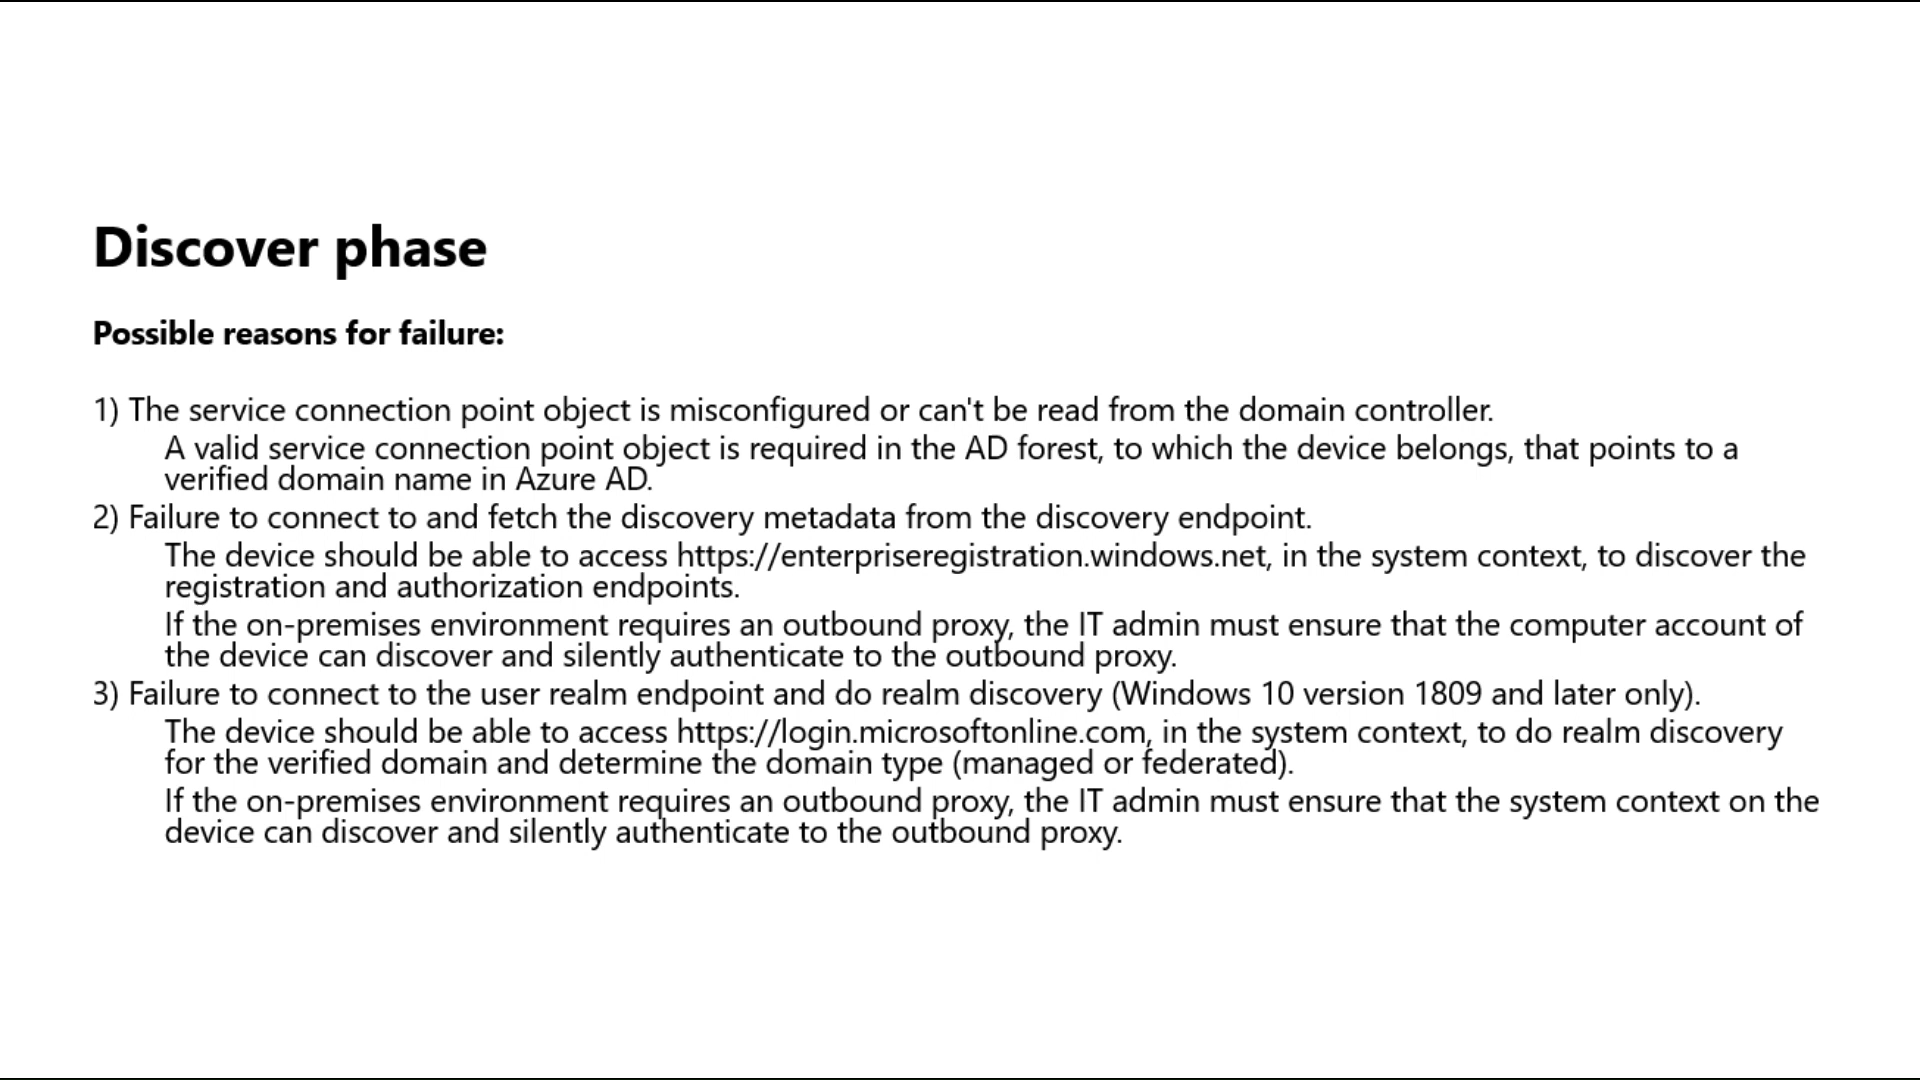 Discover phase
Possible reasons for failure:
1) The service connection point object is misconfigured or can't be read from the domain controller.
A valid service connection point object is required in the AD forest, to which the device belongs, that points to a
verified domain name in Azure AD.
2) Failure to connect to and fetch the discovery metadata from the discovery endpoint.
The device should be able to access https://enterpriseregistration.windows.net, in the system context, to discover the
registration and authorization endpoints.
If the on-premises environment requires an outbound proxy, the IT admin must ensure that the computer account of
the device can discover and silently authenticate to the outbound proxy.
3) Failure to connect to the user realm endpoint and do realm discovery (Windows 10 version 1809 and later only).
The device should be able to access https://login.microsoftonline.com, in the system context, to do realm discovery
for the verified domain and determine the domain type (managed or federated).
If the on-premises environment requires an outbound proxy, the IT admin must ensure that the system context on the
device can discover and silently authenticate to the outbound proxy.